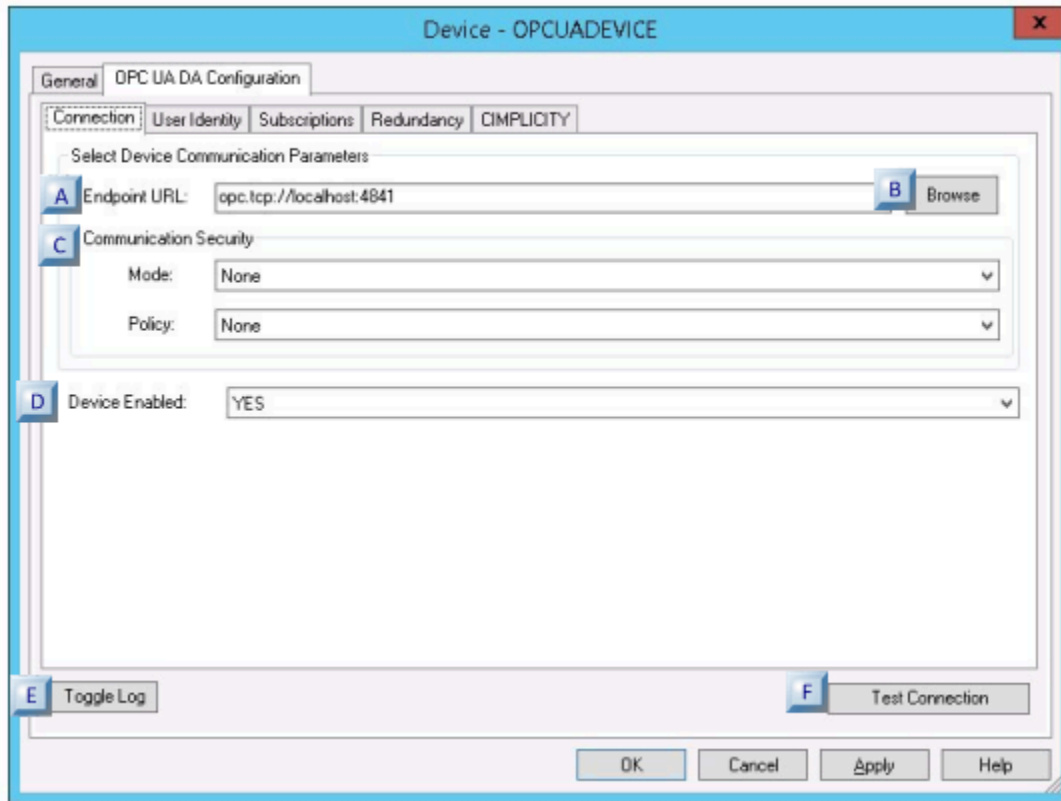 Device - OPCUADEVICE
x
General OPC UA DA Configuration
Connection User Identity Subscriptions Redundancy CIMPLICITY
Select Device Communication Parameters
A Endpoint URL: opc.tcp://localhost:4841 B Browse
C Communication Security
Mode: None
Policy: None
D Device Enabled: YES
E Toggle Log F Test Connection
OK Cancel Apply Help